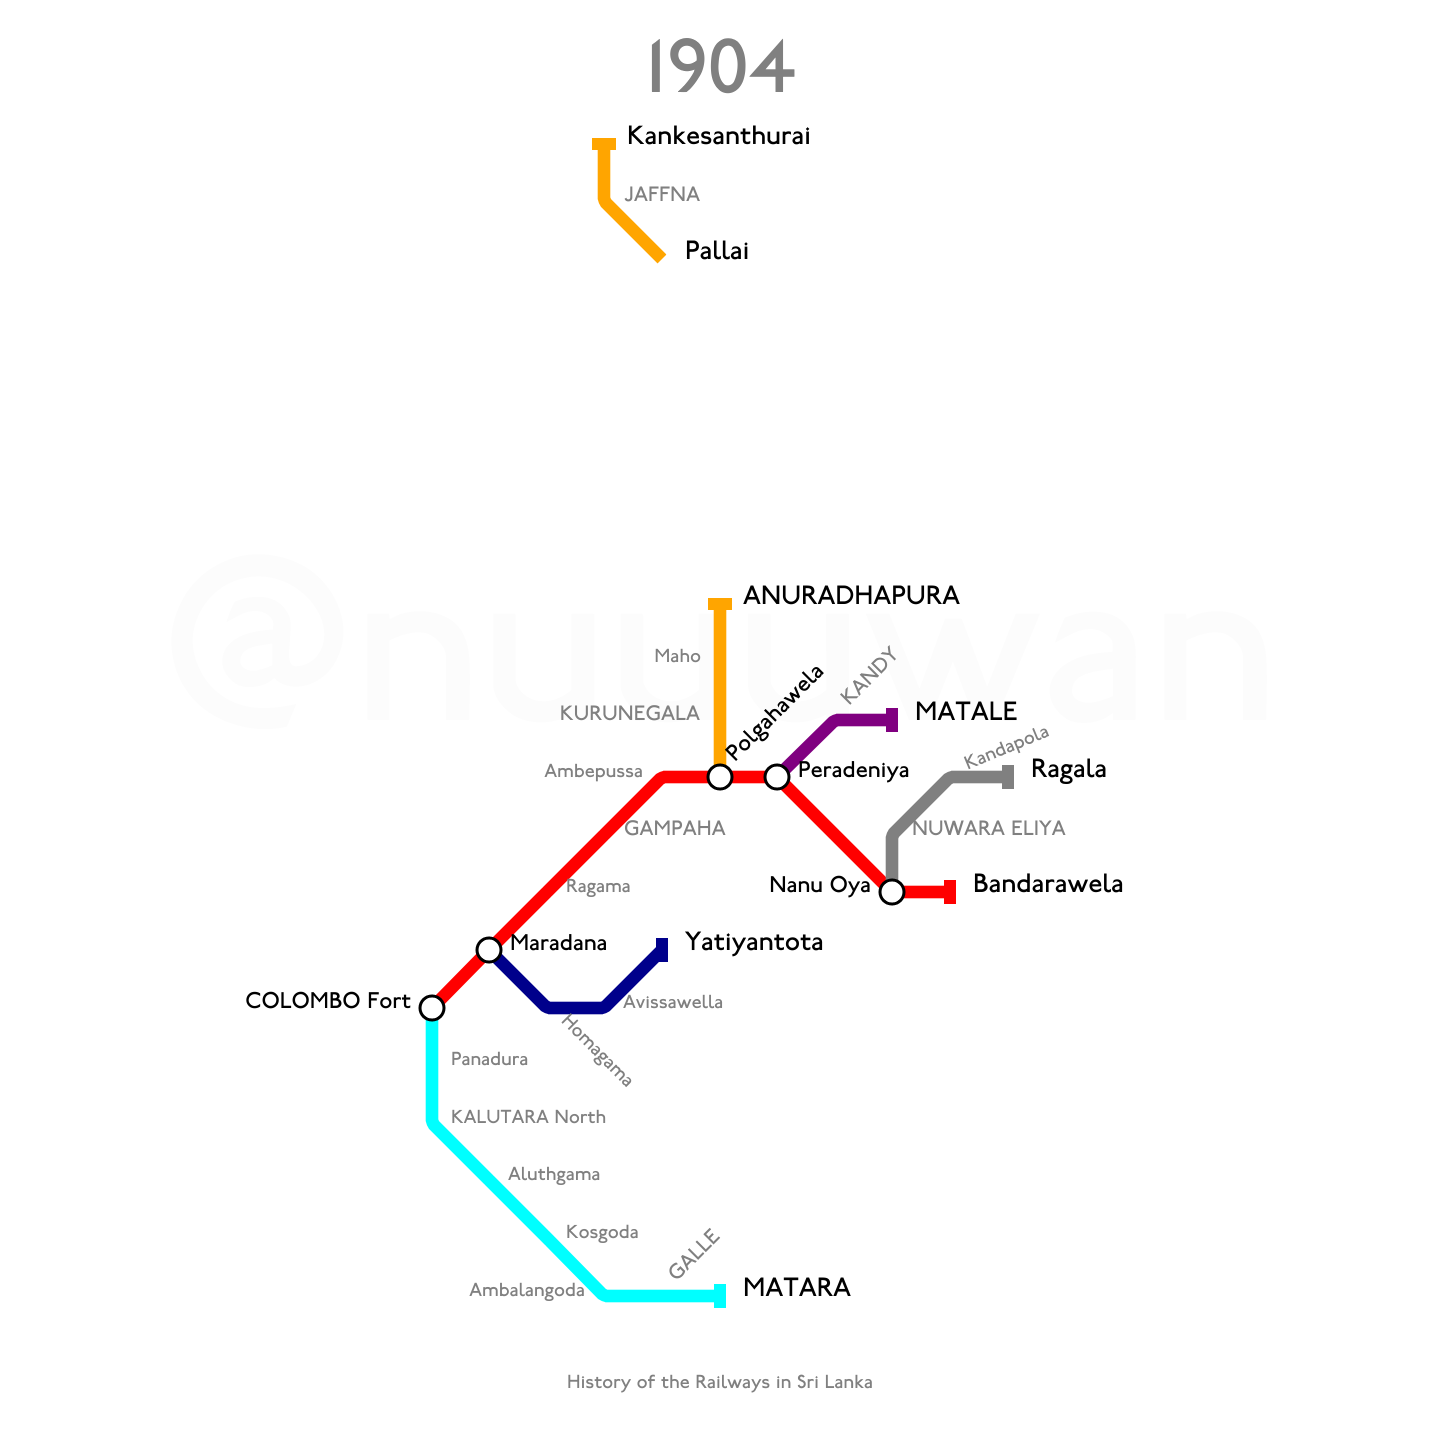 1904
Kankesanthurai
JAFFNA
Pallai
@nuuuwan
ANURADHAPURA
Maho
KANDY
Polgahawela
KURUNEGALA
MATALE
Kandapola
Ambepussa
Peradeniya
Ragala
GAMPAHA
NUWARA ELIYA
Ragama
Nanu Oya
Bandarawela
Maradana
Yatiyantota
COLOMBO Fort
Avissawella
Homagama
Panadura
KALUTARA North
Aluthgama
Kosgoda
GALLE
Ambalangoda
MATARA
History of the Railways in Sri Lanka